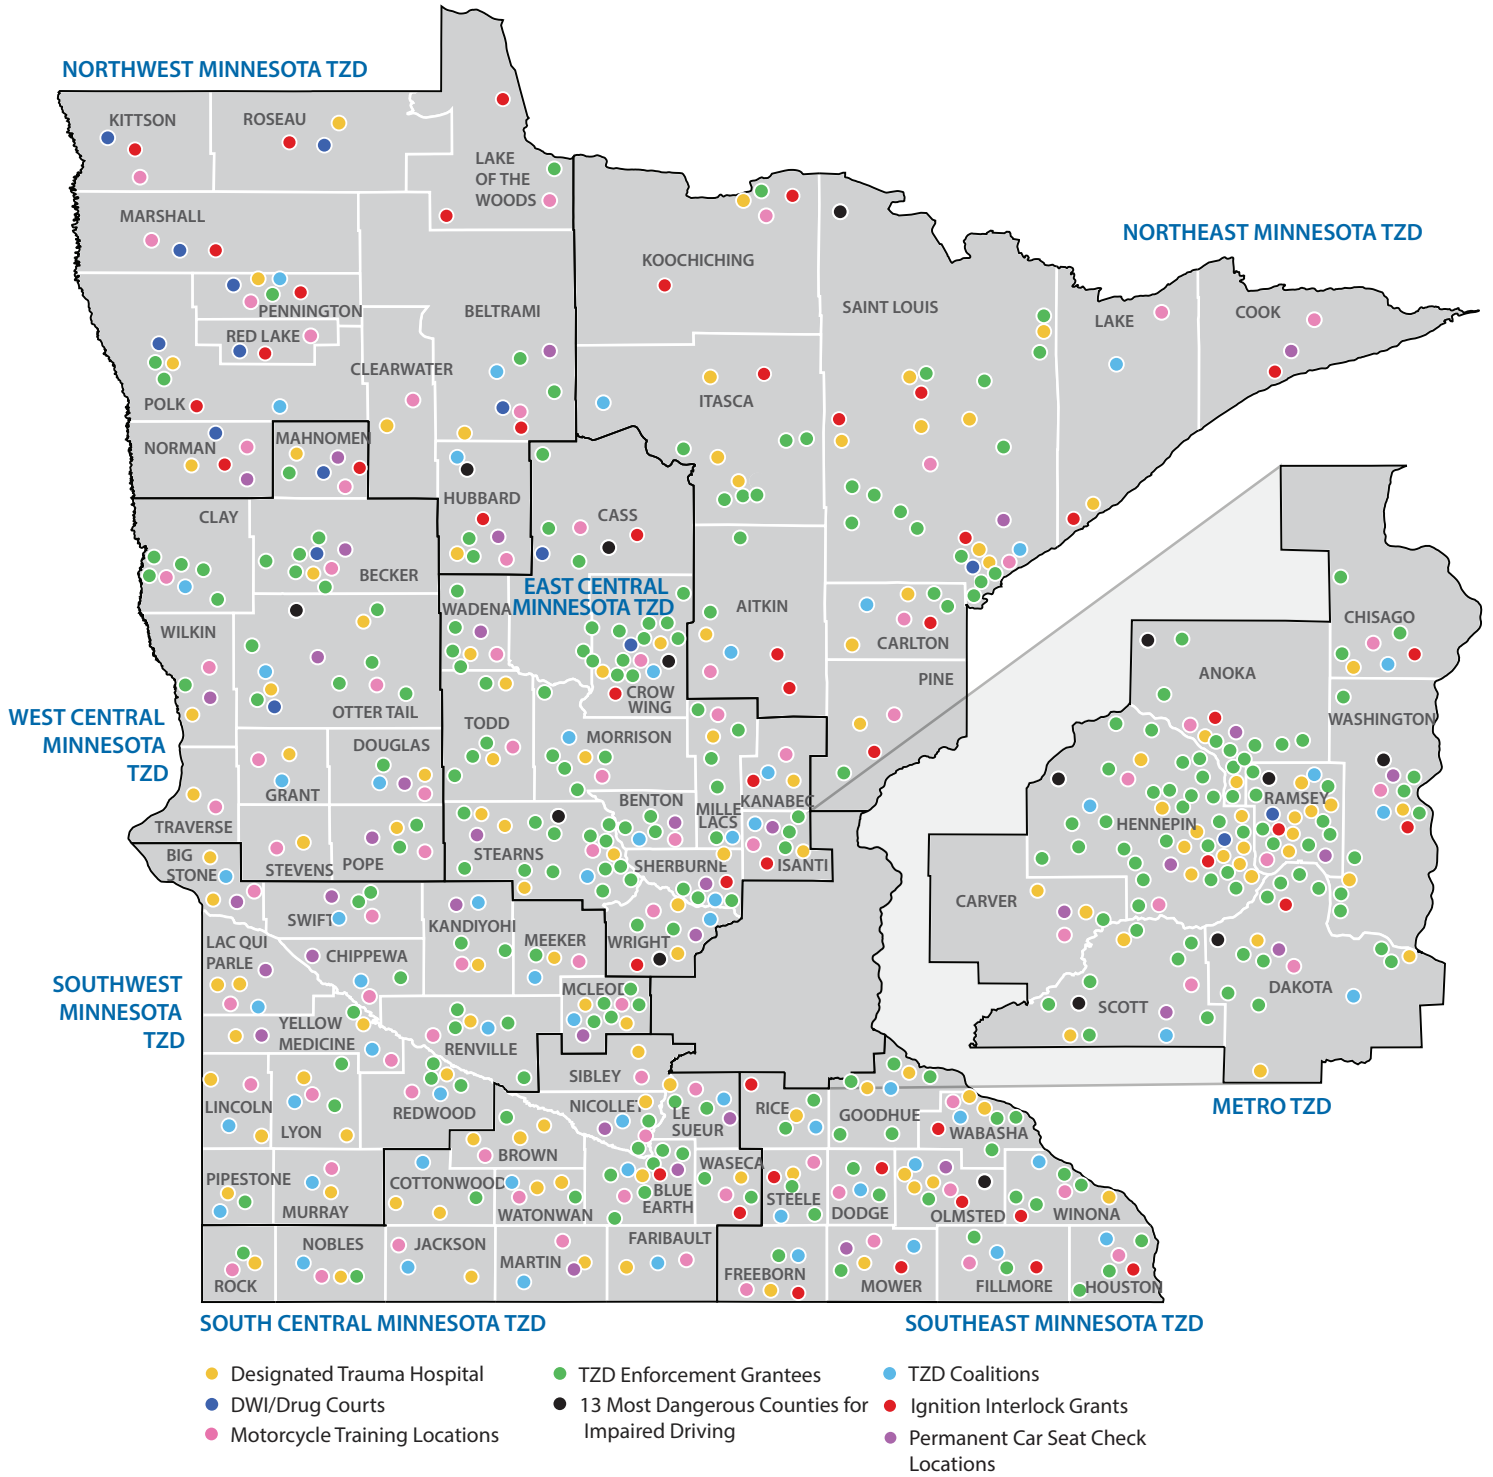 NORTHWEST MINNESOTA TZD
KITTSON
ROSEAU
LAKE
OF THE
WOODS
MARSHALL
NORTHEAST MINNESOTA TZD
KOOCHICHING
SAINT LOUIS
LAKE
COOK
PENNINGTON
BELTRAMI
RED LAKE
CLEARWATER
ITASCA
POLK
NORMAN
MAHNOMEN
HUBBARD
CLAY
CASS
BECKER
EAST CENTRAL
MINNESOTA TZD
WADENA
AITKIN
CARLTON
CHISAGO
WILKIN
PINE
ANOKA
CROW
WING
OTTER TAIL
WEST CENTRAL
MINNESOTA
TZD
TODD
WASHINGTON
MORRISON
DOUGLAS
GRANT
BENTON
MILLE
LACS
KANABEC
RAMSEY
TRAVERSE
HENNEPIN
BIG
STONE
STEVENS
POPE
STEARNS
SHERBURNE
ISANTI
CARVER
SWIFT
KANDIYOHI
MEEKER
WRIGHT
LAC QUI
PARLE
CHIPPEWA
SOUTHWEST
MINNESOTA
TZD
MCLEOD
DAKOTA
SCOTT
YELLOW
MEDICINE
RENVILLE
SIBLEY
LINCOLN
LYON
REDWOOD
NICOLLET
LE
SUEUR
RICE
GOODHUE
WABASHA
METRO TZD
BROWN
WASECA
PIPESTONE
MURRAY
COTTONWOOD
WATONWAN
BLUE
EARTH
STEELE
DODGE
OLMSTED
WINONA
NOBLES
JACKSON
MARTIN
FARIBAULT
ROCK
FREEBORN
MOWER
FILLMORE
HOUSTON
SOUTH CENTRAL MINNESOTA TZD
SOUTHEAST MINNESOTA TZD
Designated Trauma Hospital
DWI/Drug Courts
Motorcycle Training Locations
TZD Enforcement Grantees
13 Most Dangerous Counties for
Impaired Driving
TZD Coalitions
Ignition Interlock Grants
Permanent Car Seat Check
Locations